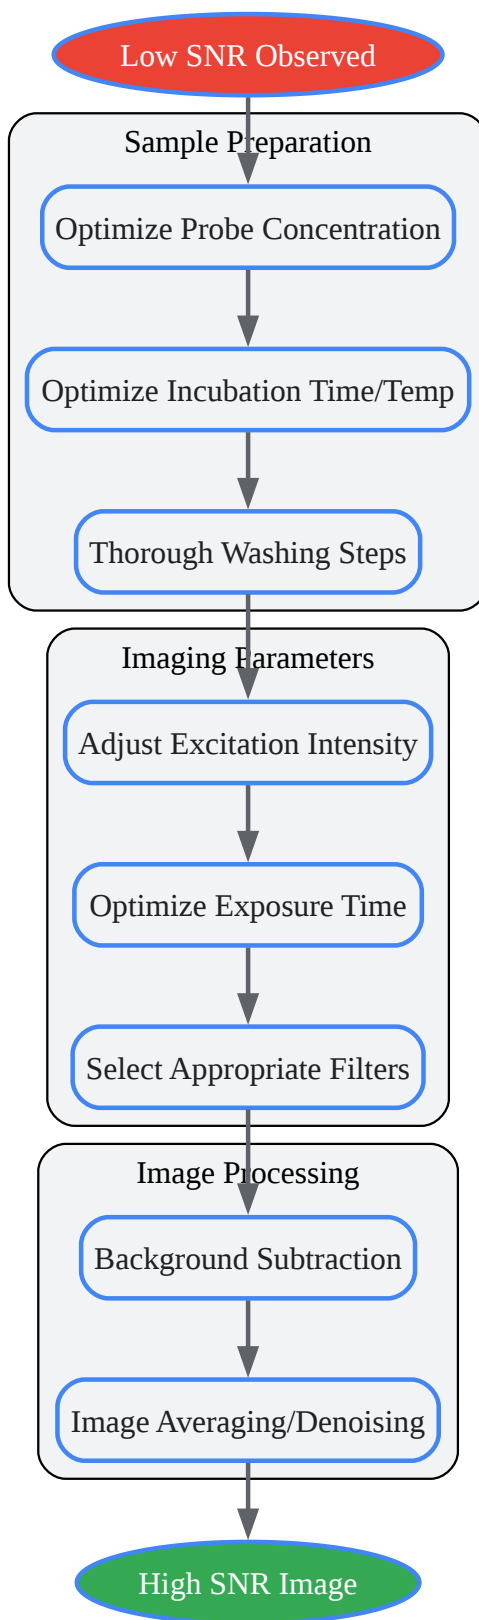 Low SNR Observed
Sample Preparation
Optimize Probe Concentration
Optimize Incubation Time/Temp
Thorough Washing Steps
Imaging Parameters
Adjust Excitation Intensity
Optimize Exposure Time
Select Appropriate Filters
Image Processing
Background Subtraction
Image Averaging/Denoising
High SNR Image